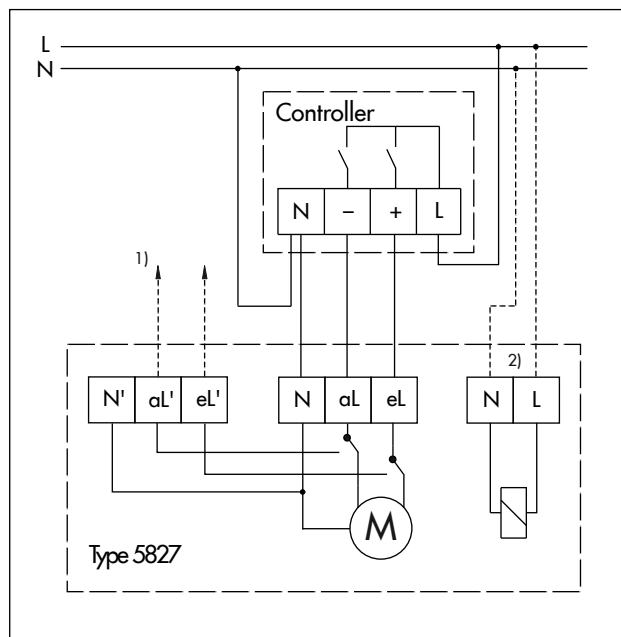 L
N
Controller
N – + L
1)
2)
N' aL' eL' N aL eL N L
M
Type 5827